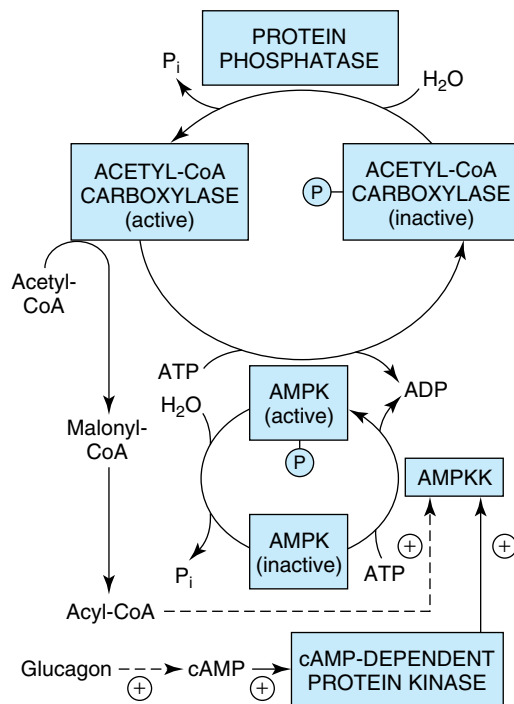 PROTEIN
PHOSPHATASE
Pi
H2O
ACETYL-CoA
CARBOXYLASE
(active)
P
ACETYL-CoA
CARBOXYLASE
(inactive)
Acetyl-
CoA
ATP
ADP
H2O
AMPK
(active)
P
Malonyl-
CoA
AMPKK
AMPK
(inactive)
+
+
Pi
ATP
Acyl-CoA
Glucagon
+
cAMP
+
cAMP-DEPENDENT
PROTEIN KINASE